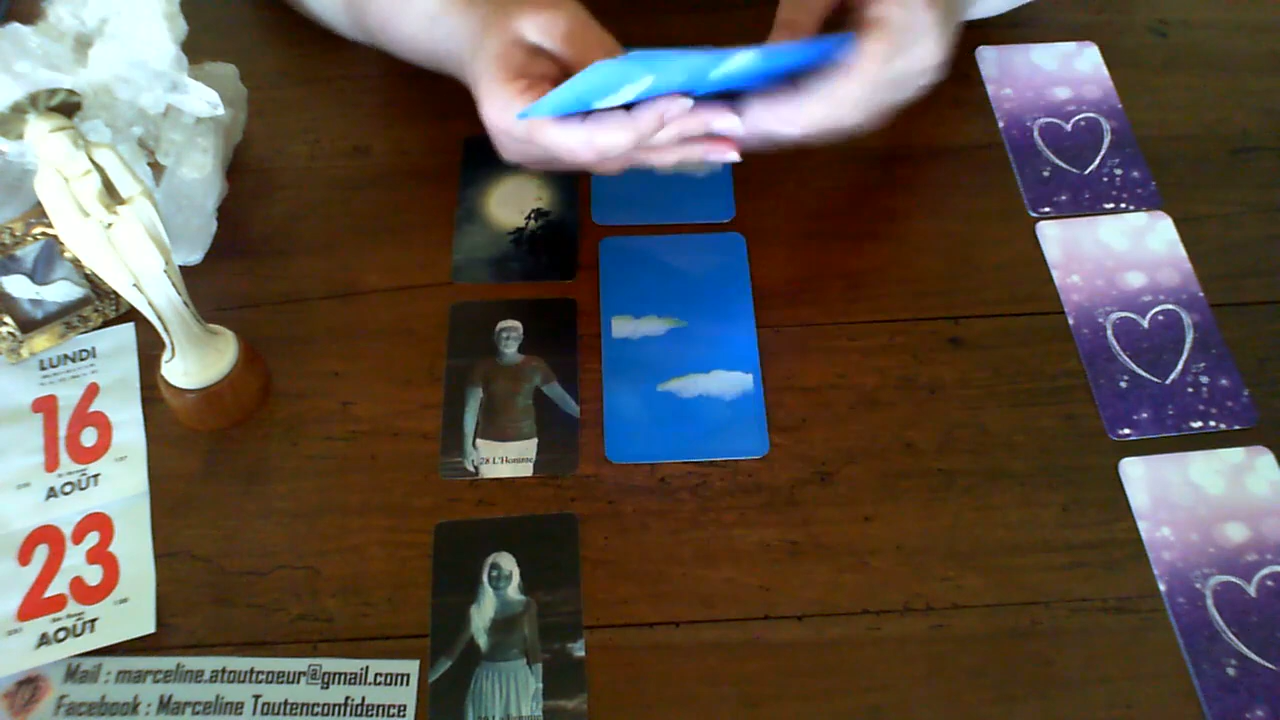 LUNDI
16
AOÛT
23
AOÛT
Mail : marceline.atoutcoeur@gmail.com
Facebook : Marceline Toutenconfidence
28 L'Homme